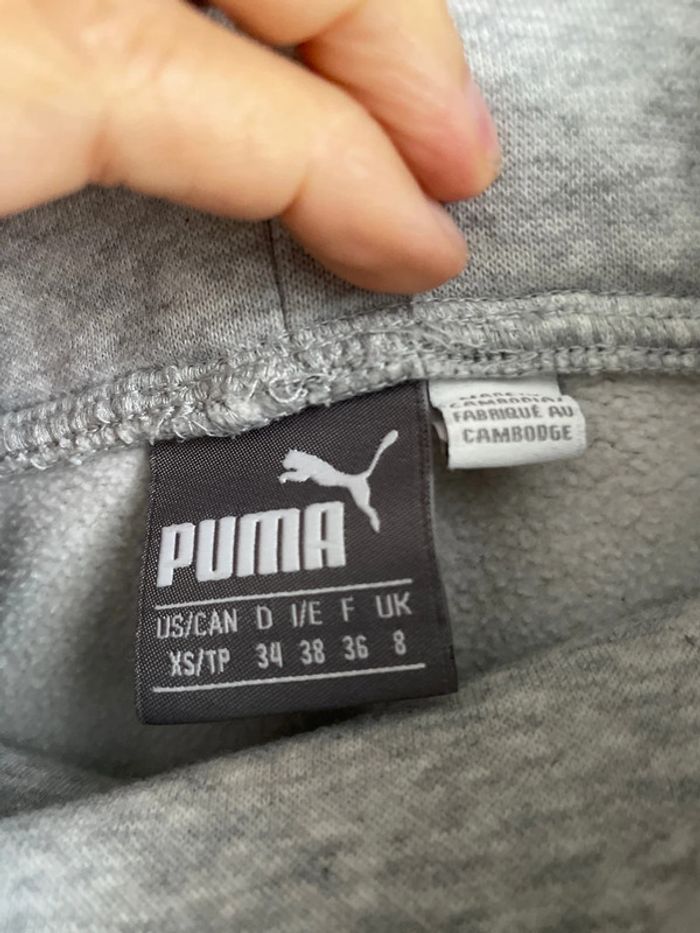 PUMA
US/CAN D I/E F UK
XS/TP 34 38 36 8
FABRIQUÉ AU
CAMBODGE